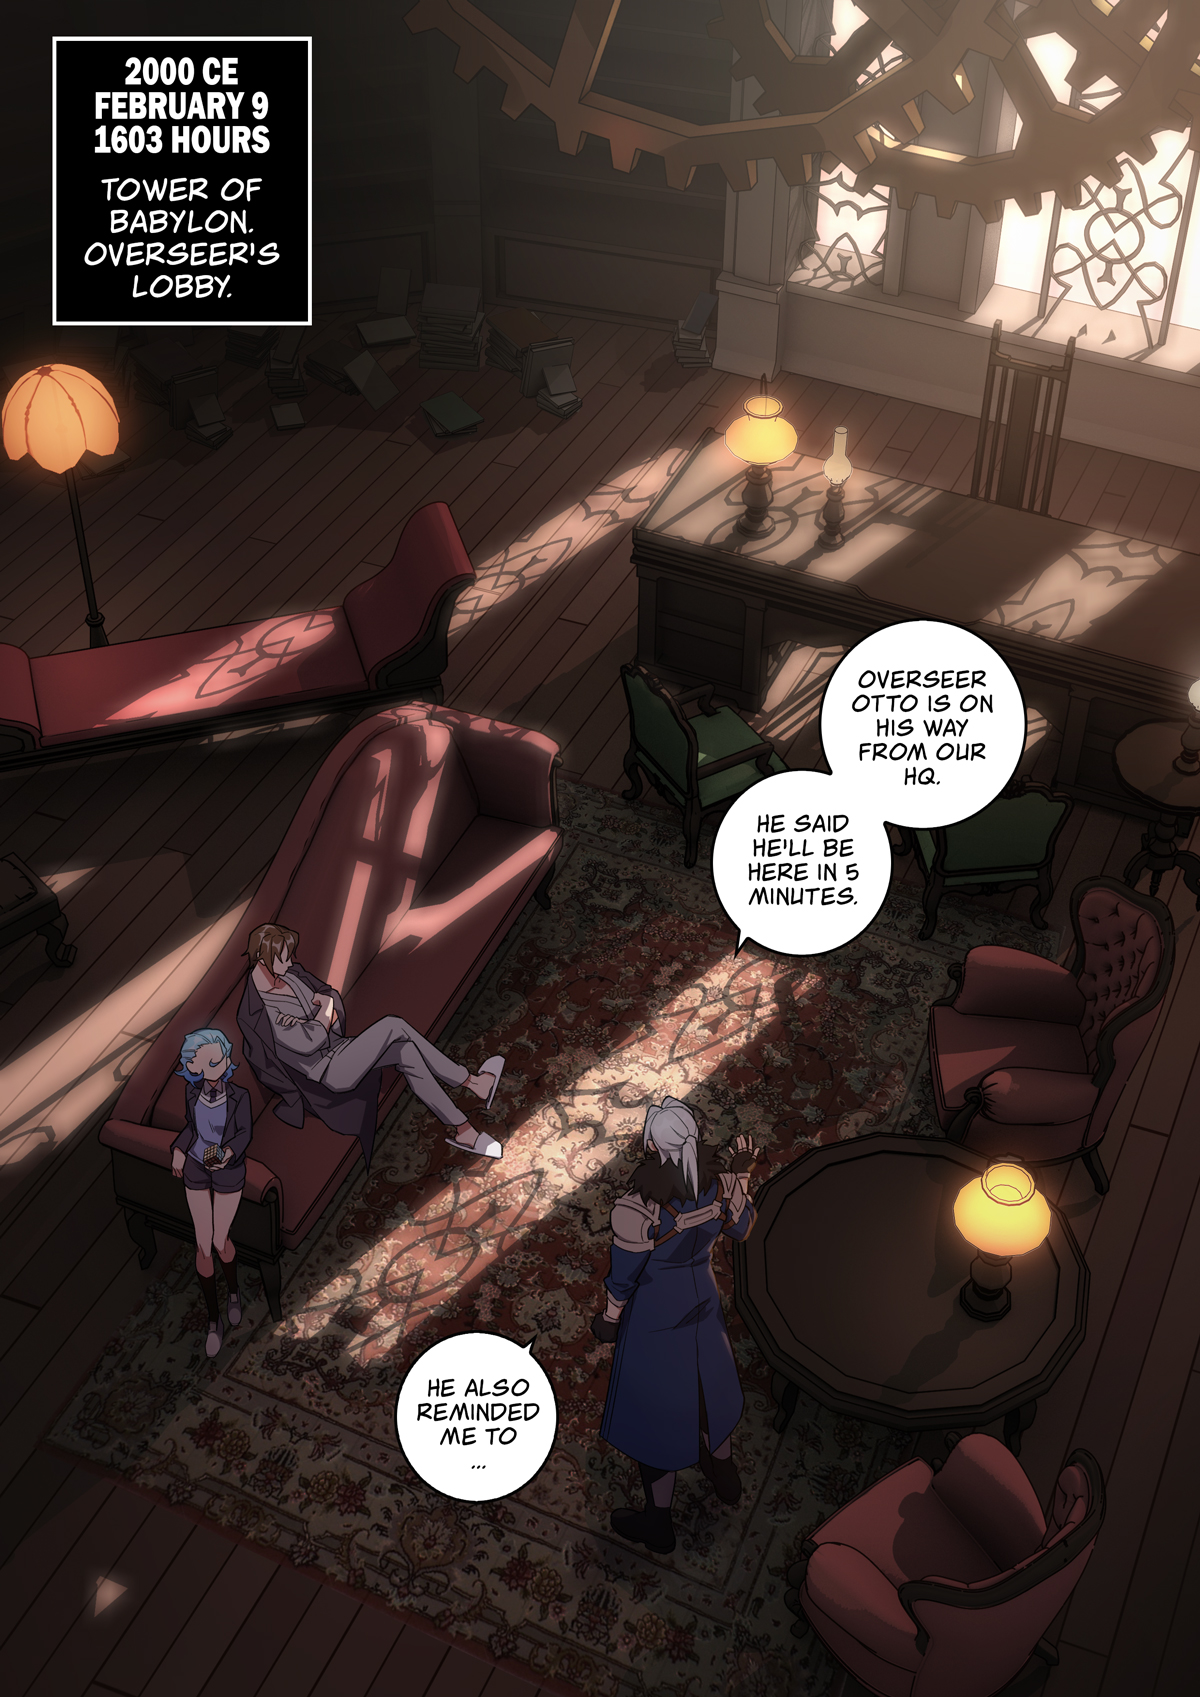 2000 CE
FEBRUARY 9
1603 HOURS
TOWER OF
BABYLON.
OVERSEER'S
LOBBY.
OVERSEER
OTTO IS ON
HIS WAY
FROM OUR
HQ.
HE SAID
HE'LL BE
HERE IN 5
MINUTES.
HE ALSO
REMINDED
ME TO
...